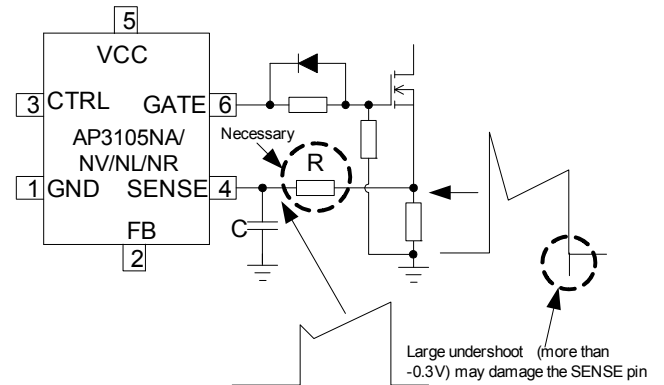 5
VCC
3 CTRL GATE 6
AP3105NA/
NV/NL/NR
1 GND SENSE 4
FB
2
Necessary
R
C
Large undershoot (more than
-0.3V) may damage the SENSE pin